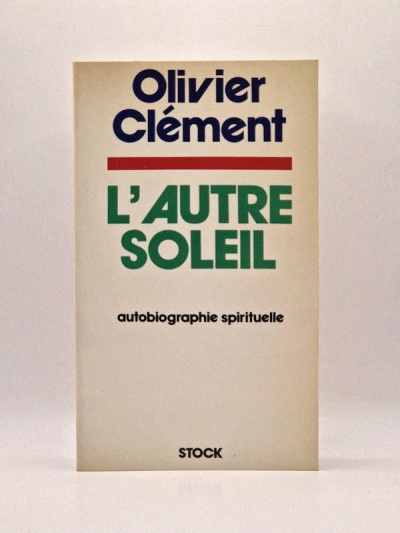 Olivier
Clément
L'AUTRE
SOLEIL
autobiographie spirituelle
STOCK